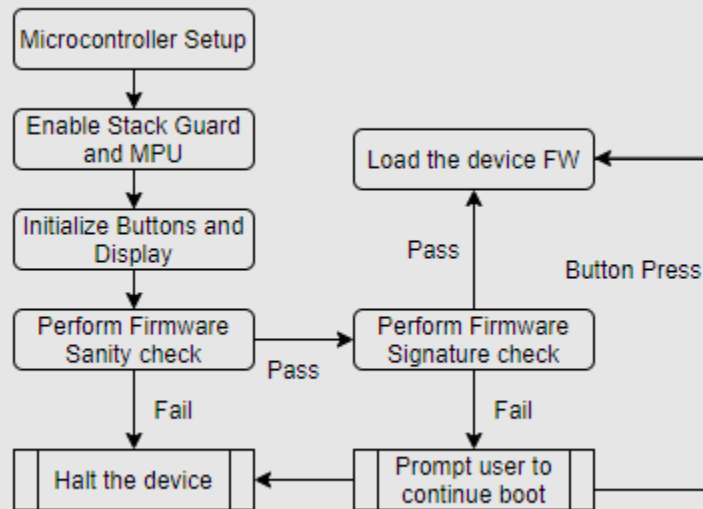 Microcontroller Setup
Enable Stack Guard
and MPU
Load the device FW
Initialize Buttons and
Display
Pass
Button Press
Perform Firmware
Sanity check
Pass
Perform Firmware
Signature check
Fail
Fail
Halt the device
Prompt user to
continue boot